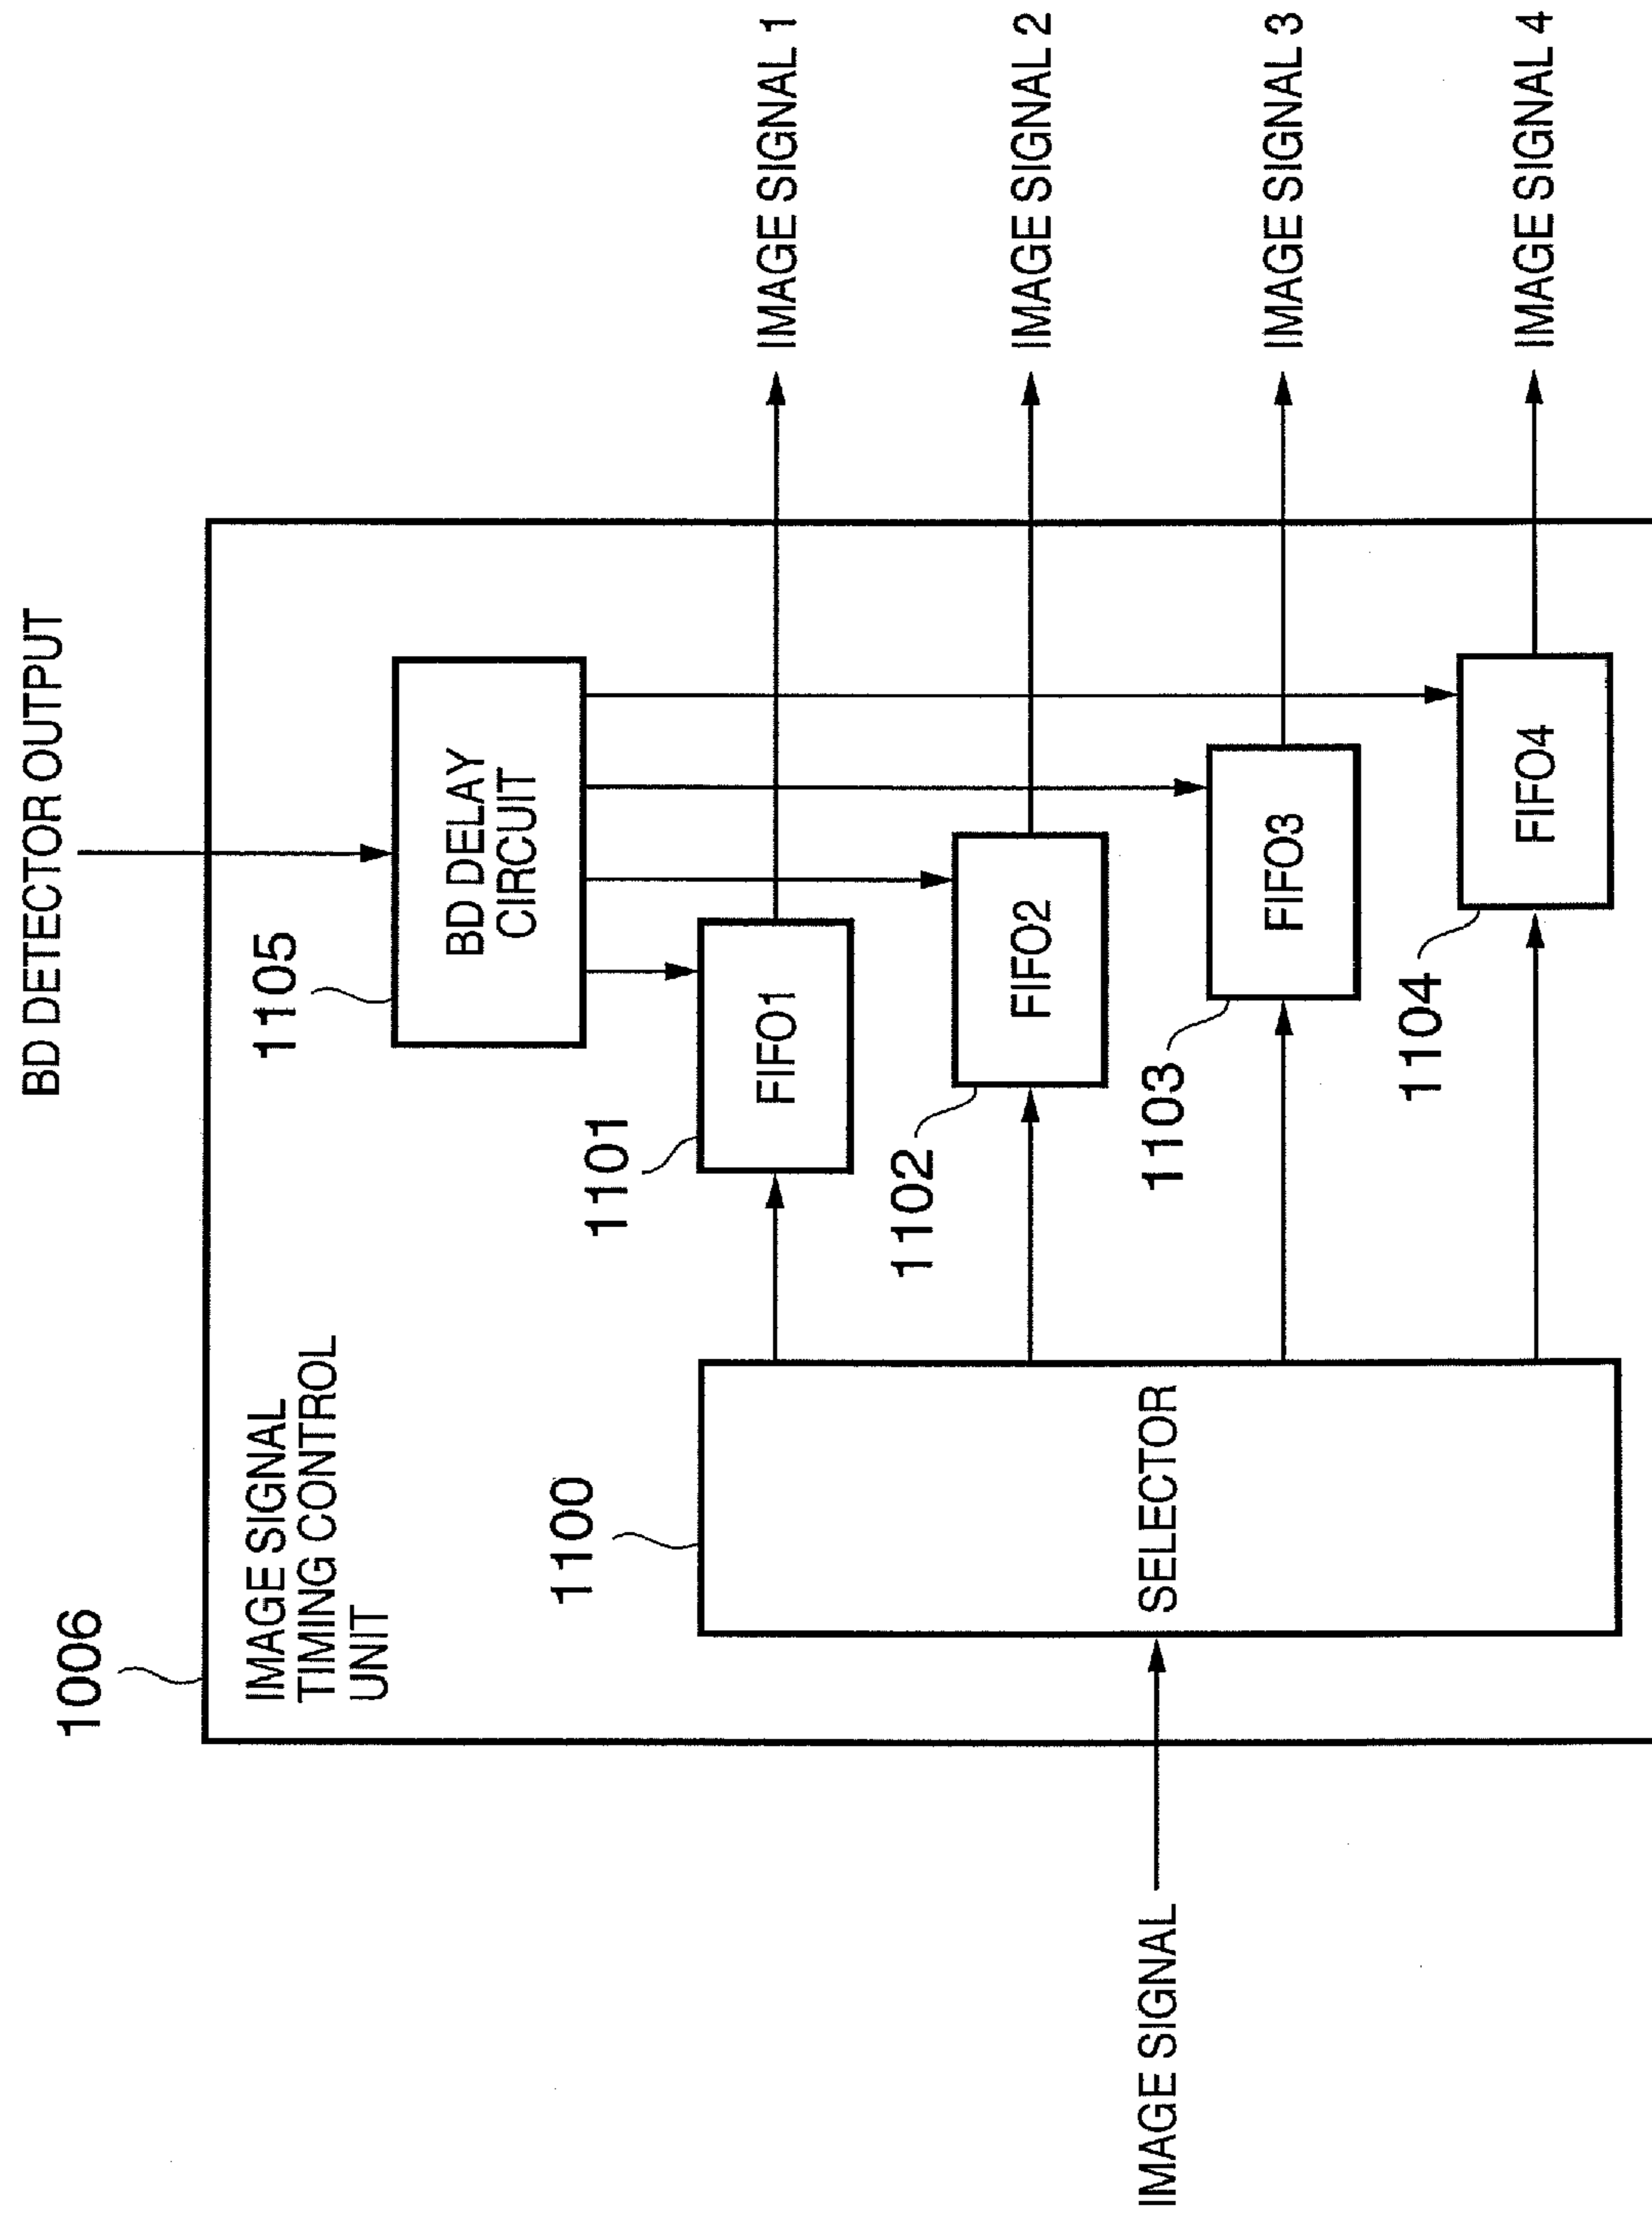 BD DETECTOR OUTPUT
1006
IMAGE SIGNAL
TIMING CONTROL
UNIT
1105
BD DELAY
CIRCUIT
1100
SELECTOR
IMAGE SIGNAL
1101
FIFO1
IMAGE SIGNAL 1
1102
FIFO2
IMAGE SIGNAL 2
1103
FIFO3
IMAGE SIGNAL 3
1104
FIFO4
IMAGE SIGNAL 4